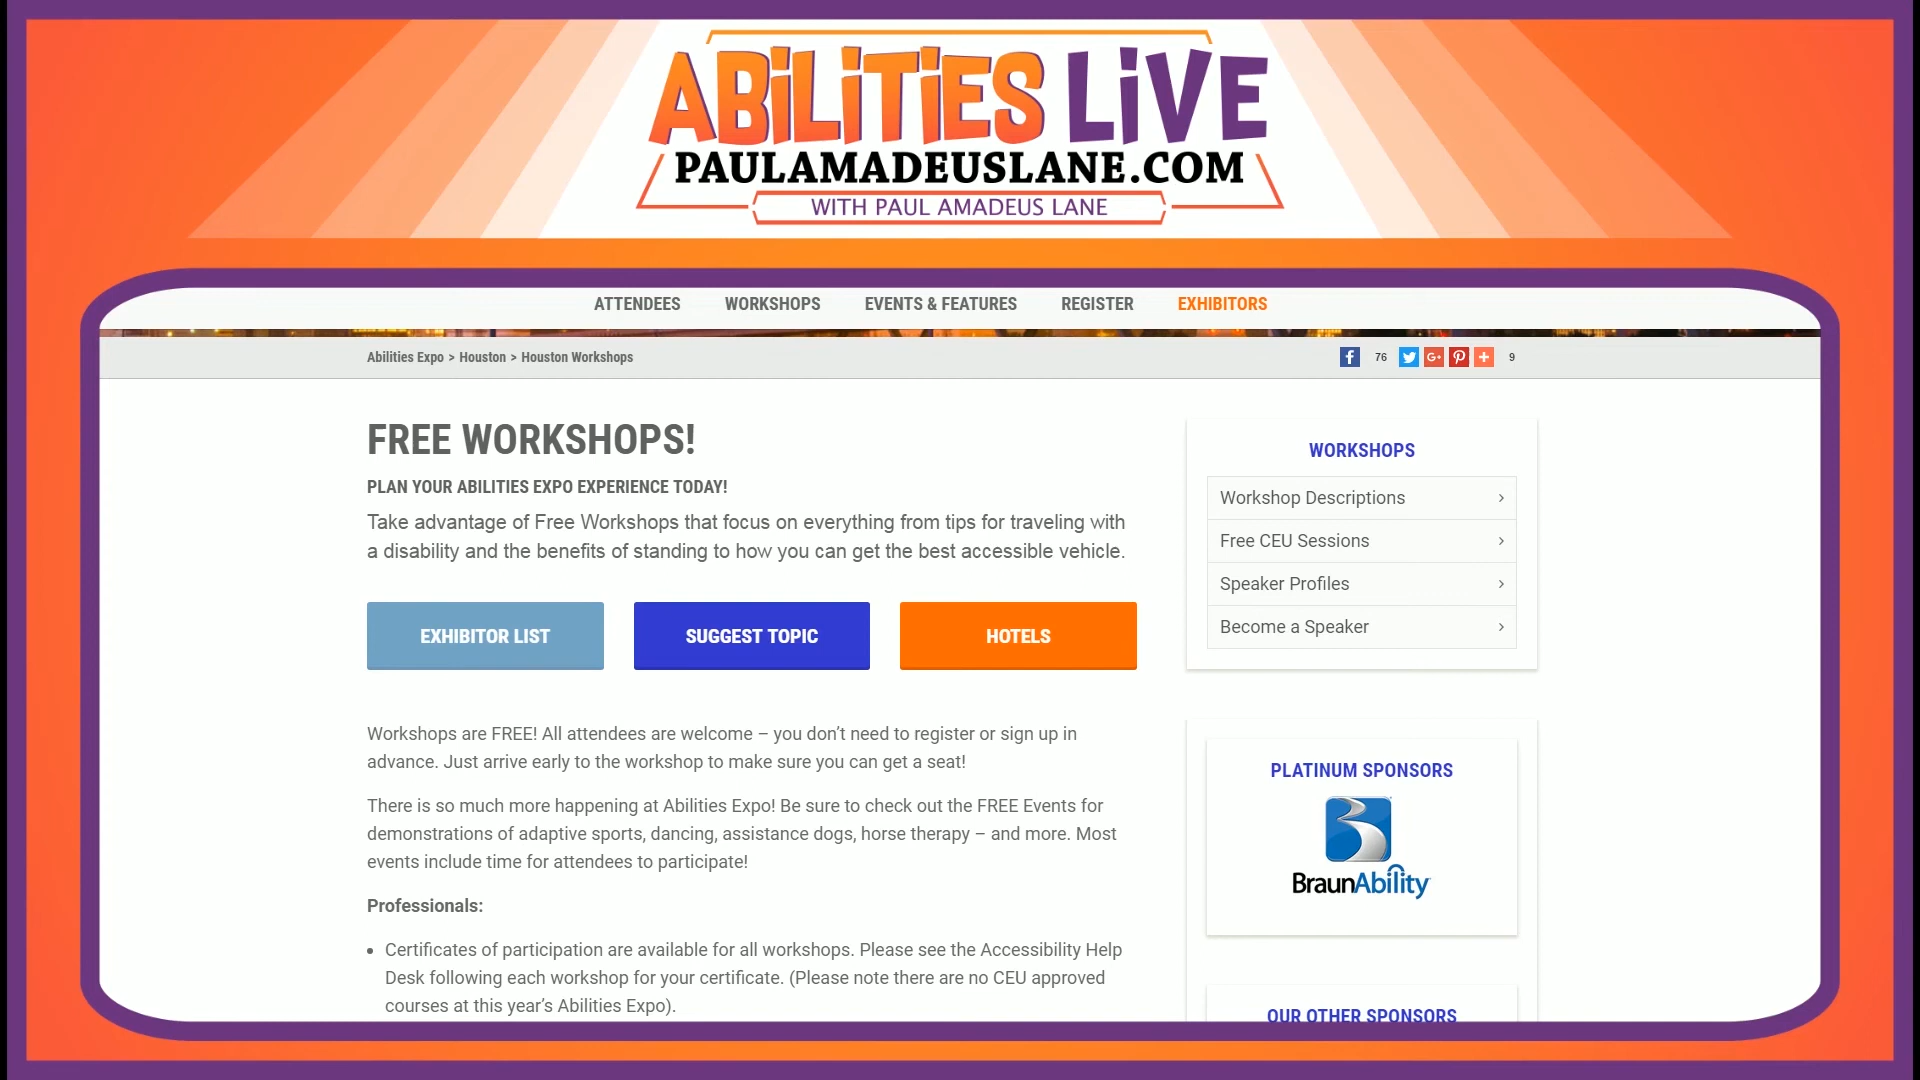 ABiLiTiES LiVE
PAULAMADEUSLANE.COM
WITH PAUL AMADEUS LANE
ATTENDEES WORKSHOPS EVENTS & FEATURES REGISTER EXHIBITORS
Abilities Expo > Houston > Houston Workshops
76 9
FREE WORKSHOPS!
PLAN YOUR ABILITIES EXPO EXPERIENCE TODAY!
Take advantage of Free Workshops that focus on everything from tips for traveling with
a disability and the benefits of standing to how you can get the best accessible vehicle.
EXHIBITOR LIST SUGGEST TOPIC HOTELS
Workshops are FREE! All attendees are welcome – you don’t need to register or sign up in
advance. Just arrive early to the workshop to make sure you can get a seat!
There is so much more happening at Abilities Expo! Be sure to check out the FREE Events for
demonstrations of adaptive sports, dancing, assistance dogs, horse therapy – and more. Most
events include time for attendees to participate!
Professionals:
• Certificates of participation are available for all workshops. Please see the Accessibility Help
Desk following each workshop for your certificate. (Please note there are no CEU approved
courses at this year’s Abilities Expo).
WORKSHOPS
Workshop Descriptions
Free CEU Sessions
Speaker Profiles
Become a Speaker
PLATINUM SPONSORS
BraunAbility
OUR OTHER SPONSORS